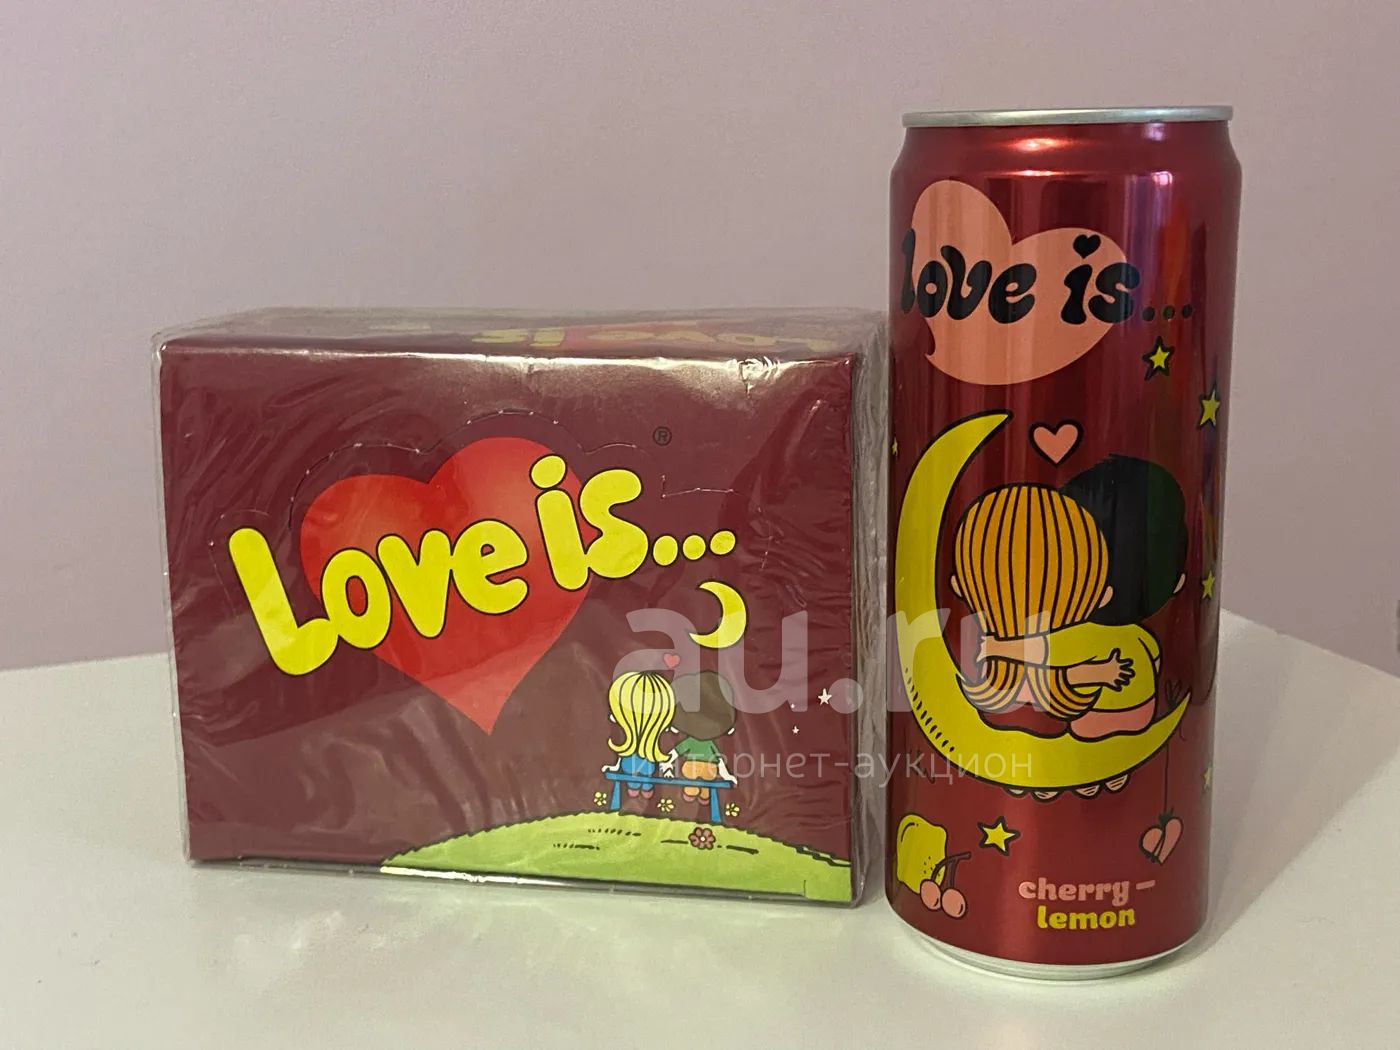 Love is...
®
love is...
cherry –
lemon
au.ru
интернет-аукцион